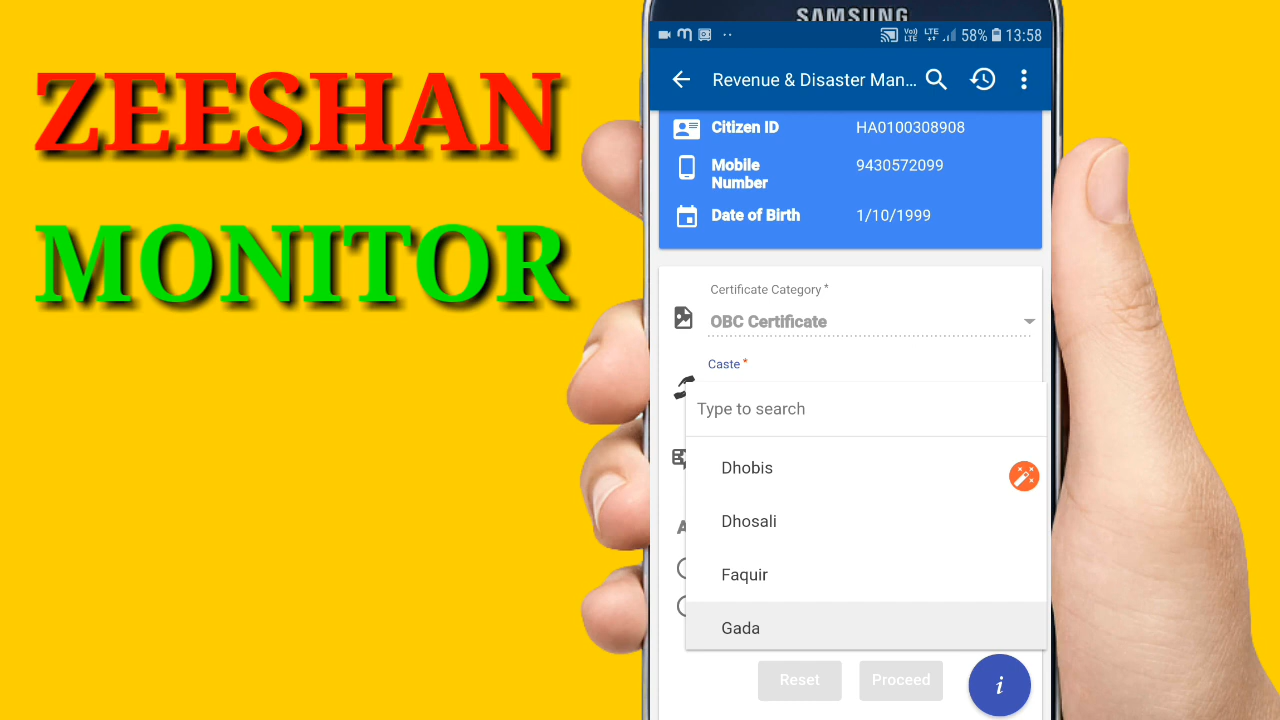 ZEESHAN
MONITOR
SAMSUNG
58% 13:58
Revenue & Disaster Man...
Citizen ID HA0100308908
Mobile Number 9430572099
Date of Birth 1/10/1999
Certificate Category *
OBC Certificate
Caste *
Type to search
Dhobis
Dhosali
Faquir
Gada
Reset Proceed
i